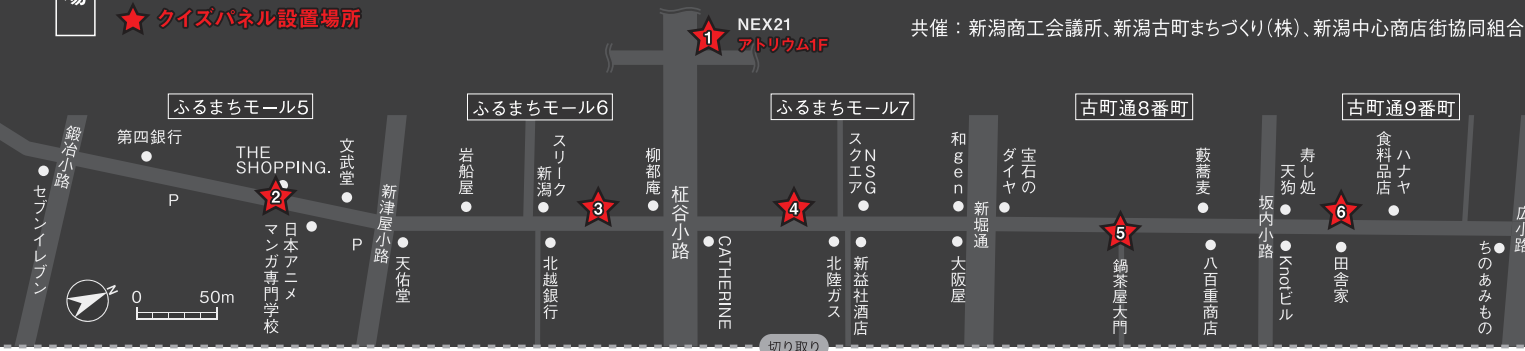 場
クイズパネル設置場所
1
NEX21
アトリウム1F
共催：新潟商工会議所、新潟古町まちづくり(株)、新潟中心商店街協同組合
ふるまちモール5
ふるまちモール6
ふるまちモール7
古町通8番町
古町通9番町
鍛冶小路
第四銀行
THE
SHOPPING.
文武堂
新津屋小路
岩船屋
スリーク
新潟
柳都庵
柾谷小路
NSG
スクエア
和gen
新堀通
宝石の
ダイヤ
藪蕎麦
坂内小路
寿し処
天狗
ハナヤ
食料品店
広小路
2
3
4
5
6
セブンイレブン
P
日本アニメ
マンガ専門学校
P
天佑堂
北越銀行
CATHERINE
北陸ガス
新益社酒店
大阪屋
鍋茶屋大門
八百重商店
Knotビル
田舎家
ちのあみもの
N
0 50m
切り取り